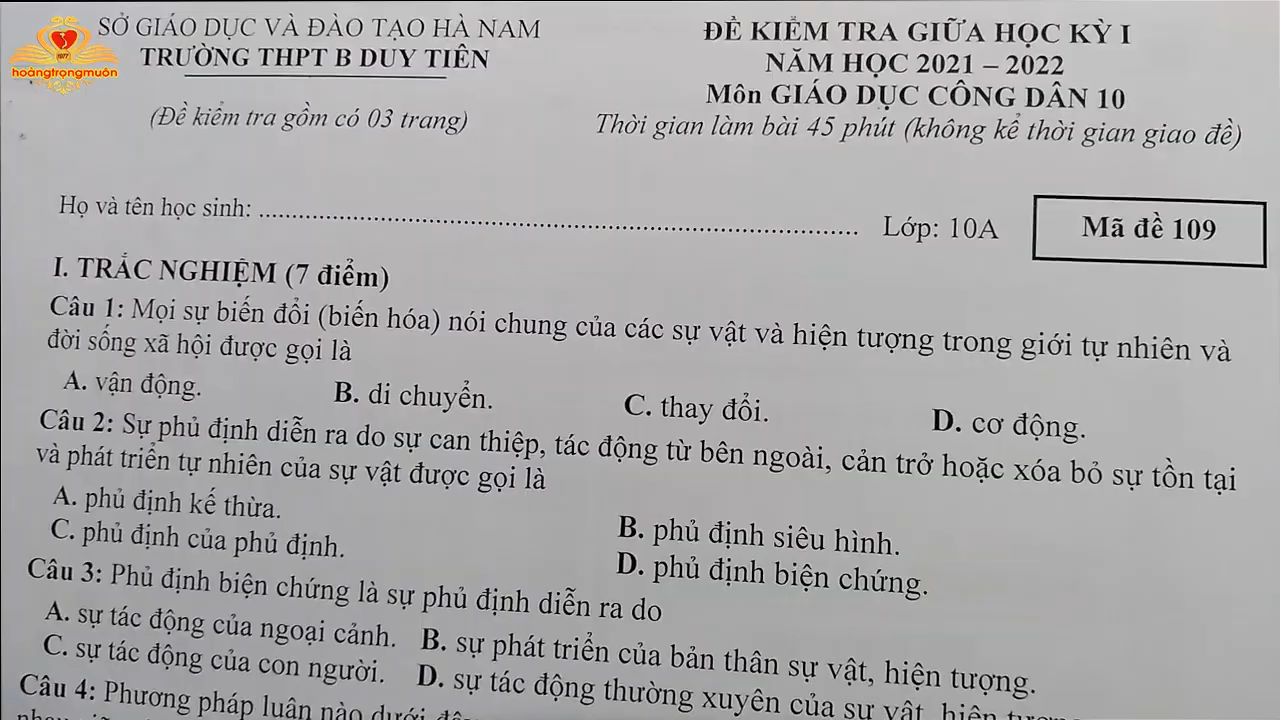 1977
hoàngtrọngmuôn
SỞ GIÁO DỤC VÀ ĐÀO TẠO HÀ NAM
TRƯỜNG THPT B DUY TIÊN
(Đề kiểm tra gồm có 03 trang)
ĐỀ KIỂM TRA GIỮA HỌC KỲ I
NĂM HỌC 2021 – 2022
Môn GIÁO DỤC CÔNG DÂN 10
Thời gian làm bài 45 phút (không kể thời gian giao đề)
Họ và tên học sinh: ........................................ Lớp: 10A
Mã đề 109
I. TRẮC NGHIỆM (7 điểm)
Câu 1: Mọi sự biến đổi (biến hóa) nói chung của các sự vật và hiện tượng trong giới tự nhiên và
đời sống xã hội được gọi là
A. vận động. B. di chuyển. C. thay đổi. D. cơ động.
Câu 2: Sự phủ định diễn ra do sự can thiệp, tác động từ bên ngoài, cản trở hoặc xóa bỏ sự tồn tại
và phát triển tự nhiên của sự vật được gọi là
A. phủ định kế thừa. B. phủ định siêu hình.
C. phủ định của phủ định. D. phủ định biện chứng.
Câu 3: Phủ định biện chứng là sự phủ định diễn ra do
A. sự tác động của ngoại cảnh. B. sự phát triển của bản thân sự vật, hiện tượng.
C. sự tác động của con người. D. sự tác động thường xuyên của sự vật, hiện
Câu 4: Phương pháp luận nào dưới